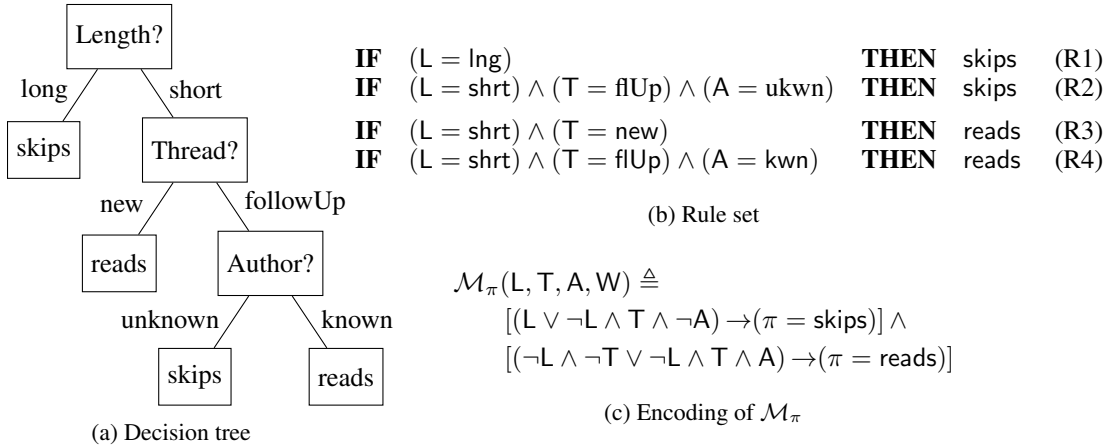 Length?
long
short
skips
Thread?
new
followUp
reads
Author?
unknown
known
skips
reads
(a) Decision tree
IF (L = lng) THEN skips (R1)
IF (L = shrt) ∧ (T = flUp) ∧ (A = ukwn) THEN skips (R2)
IF (L = shrt) ∧ (T = new) THEN reads (R3)
IF (L = shrt) ∧ (T = flUp) ∧ (A = kwn) THEN reads (R4)
(b) Rule set
ℳπ(L, T, A, W) ≜
[(L ∨ ¬L ∧ T ∧ ¬A) →(π = skips)] ∧
[(¬L ∧ ¬T ∨ ¬L ∧ T ∧ A) →(π = reads)]
(c) Encoding of ℳπ